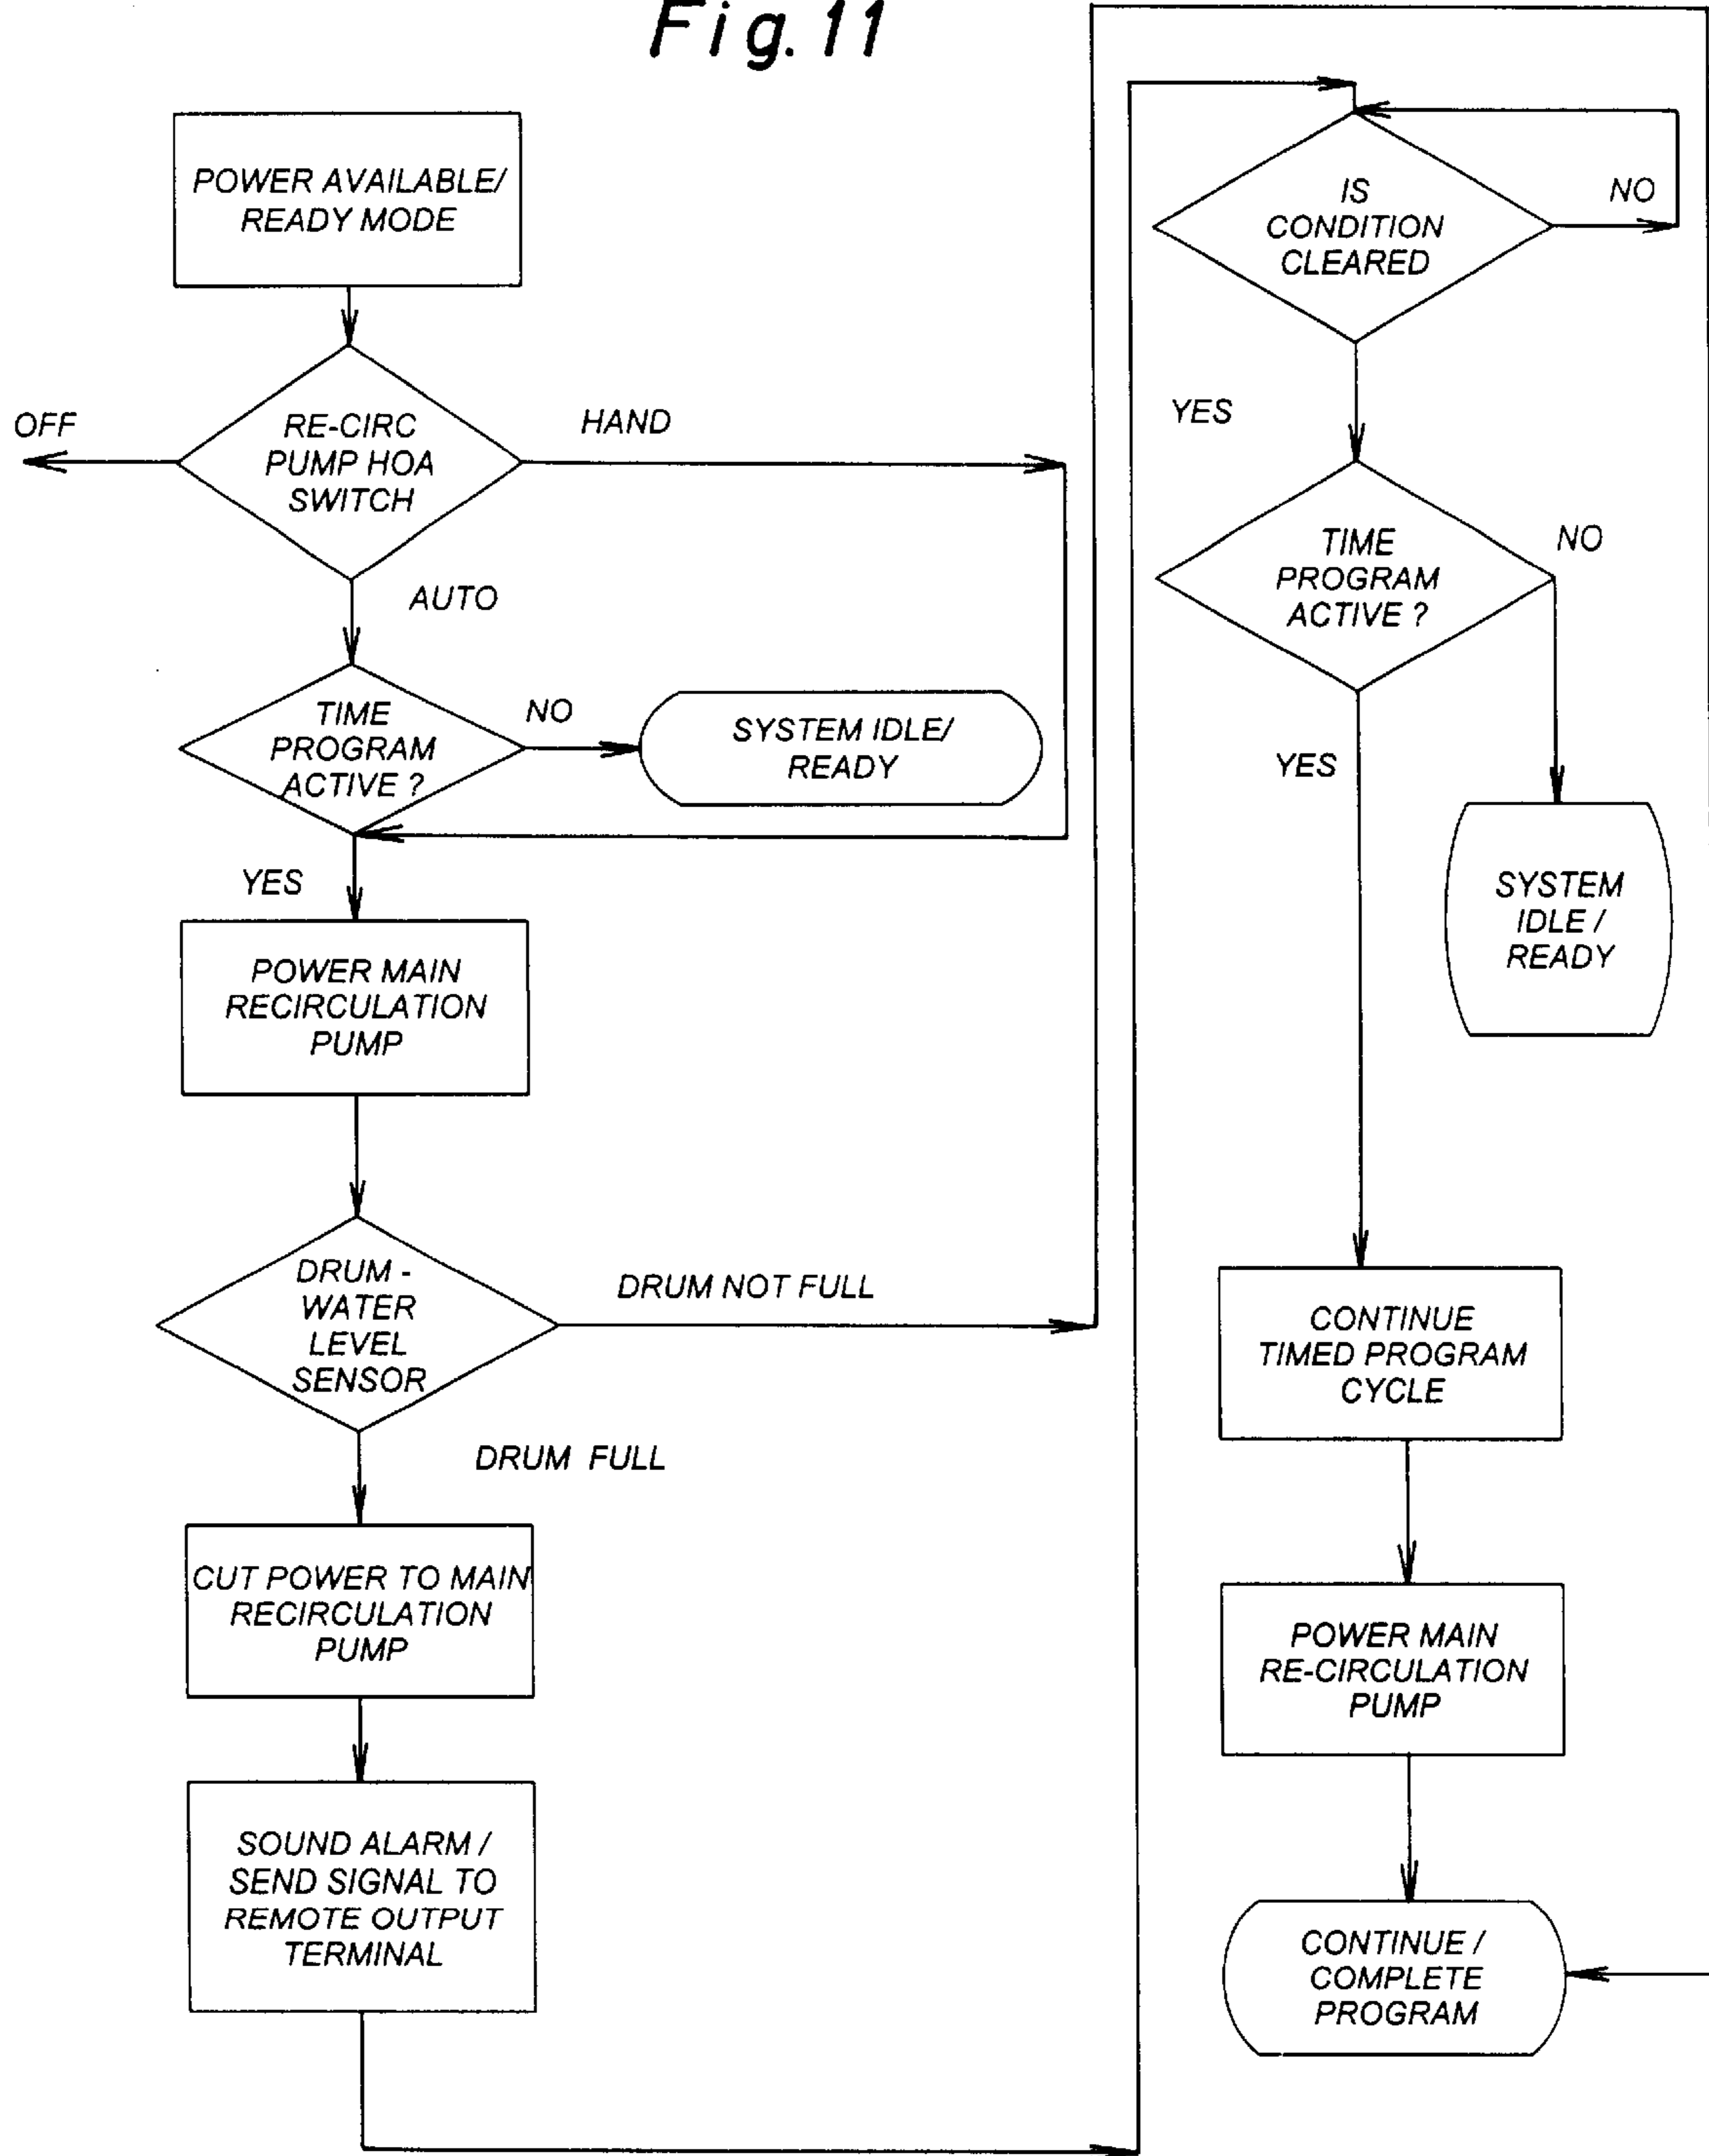 Fig. 11
POWER AVAILABLE/
READY MODE
OFF
RE-CIRC
PUMP HOA
SWITCH
HAND
AUTO
TIME
PROGRAM
ACTIVE ?
NO
SYSTEM IDLE/
READY
YES
POWER MAIN
RECIRCULATION
PUMP
DRUM -
WATER
LEVEL
SENSOR
DRUM NOT FULL
DRUM FULL
CUT POWER TO MAIN
RECIRCULATION
PUMP
SOUND ALARM /
SEND SIGNAL TO
REMOTE OUTPUT
TERMINAL
IS
CONDITION
CLEARED
NO
YES
TIME
PROGRAM
ACTIVE ?
NO
YES
SYSTEM
IDLE /
READY
CONTINUE
TIMED PROGRAM
CYCLE
POWER MAIN
RE-CIRCULATION
PUMP
CONTINUE /
COMPLETE
PROGRAM